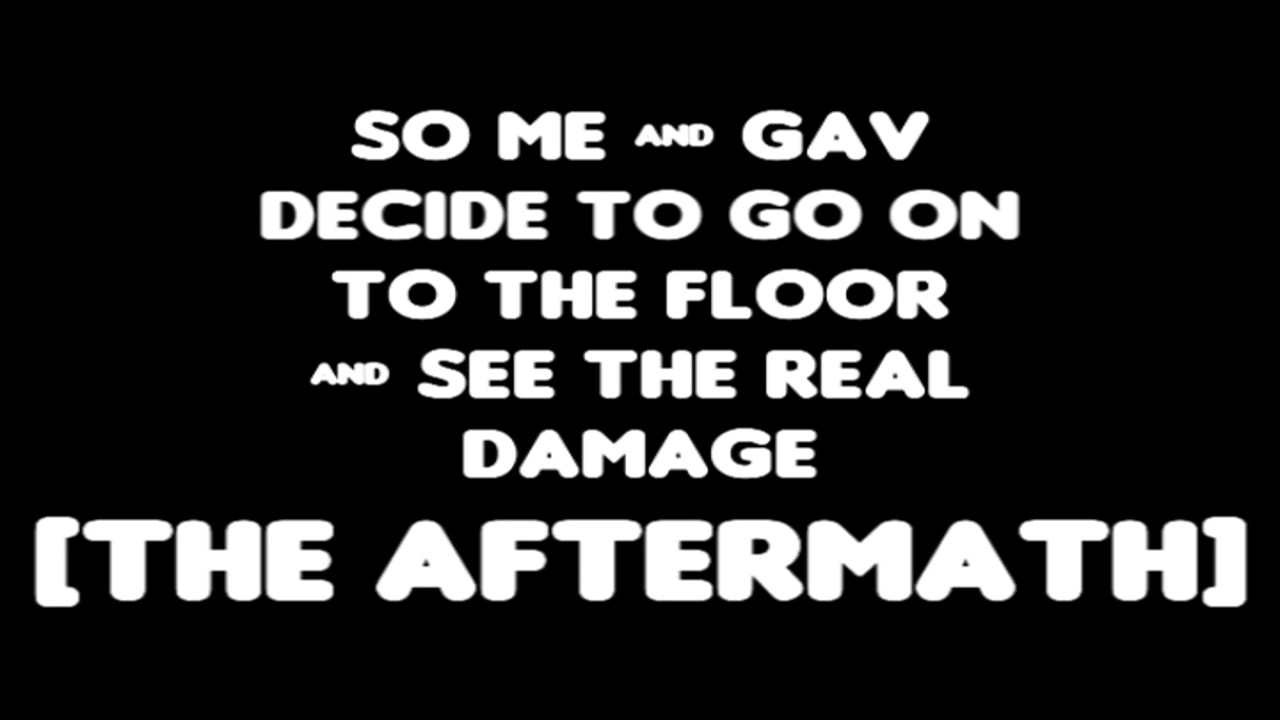 SO ME AND GAV
DECIDE TO GO ON
TO THE FLOOR
AND SEE THE REAL
DAMAGE
[THE AFTERMATH]